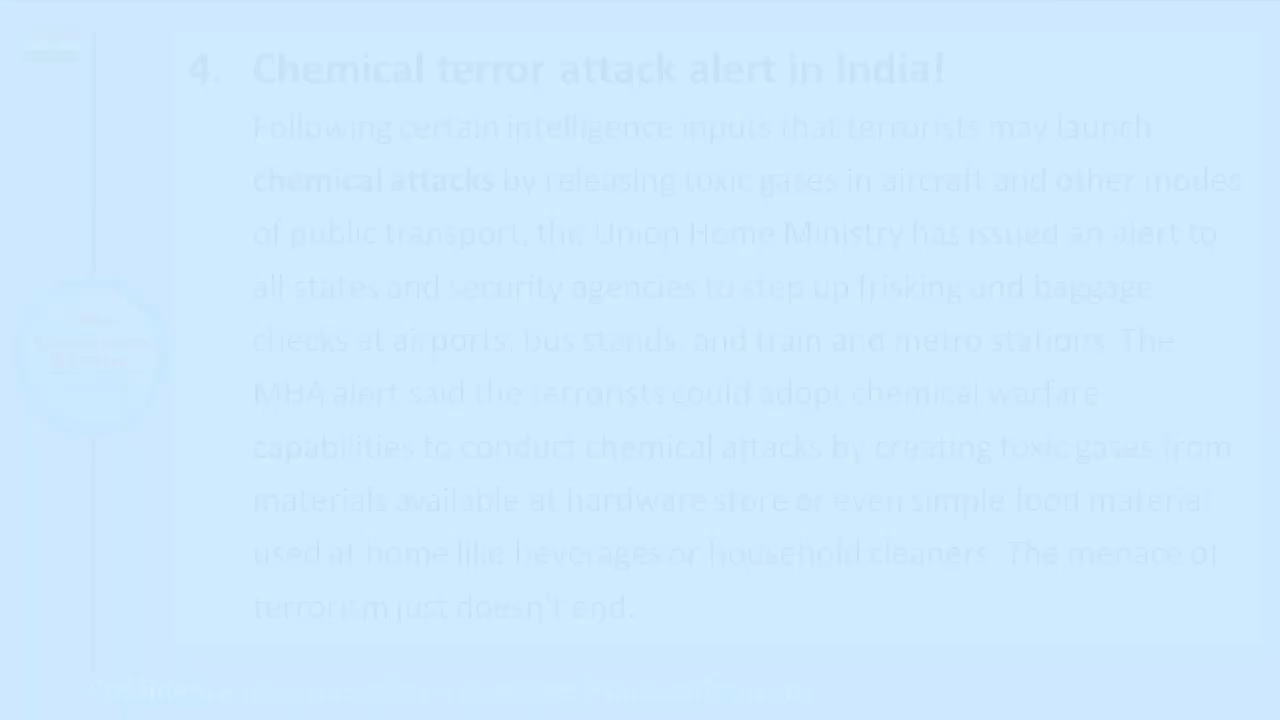 4. Chemical terror attack alert in India!
Following certain intelligence inputs that terrorists may launch
chemical attacks by releasing toxic gases in aircraft and other modes
of public transport, the Union Home Ministry has issued an alert to
all states and security agencies to step up frisking and baggage
checks at airports, bus stands, and train and metro stations. The
MHA alert said the terrorists could adopt chemical warfare
capabilities to conduct chemical attacks by creating toxic gases from
materials available at hardware store or even simple food material
used at home like beverages or household cleaners. The menace of
terrorism just doesn't end.